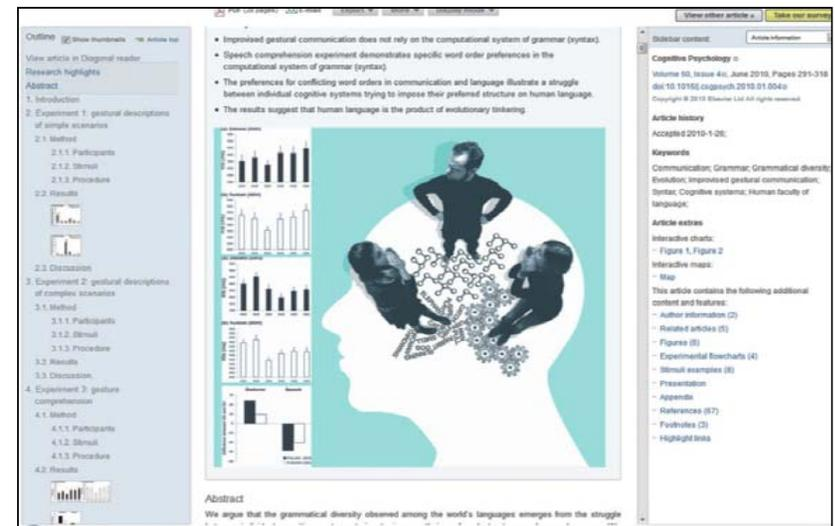 PDF (28 pages) E-mail Export More Display mode
View other article » Take our survey
Outline Show thumbnails Article top
View article in Diagonal reader
Research highlights
Abstract
1. Introduction
2. Experiment 1: gestural descriptions
of simple scenarios
2.1. Method
2.1.1. Participants
2.1.2. Stimuli
2.1.3. Procedure
2.2. Results
2.3. Discussion
3. Experiment 2: gestural descriptions
of complex scenarios
3.1. Method
3.1.1. Participants
3.1.2. Stimuli
3.1.3. Procedure
3.2. Results
3.3. Discussion
4. Experiment 3: gesture
comprehension
4.1. Method
4.1.1. Participants
4.1.2. Stimuli
4.1.3. Procedure
4.2. Results
• Improvised gestural communication does not rely on the computational system of grammar (syntax).
• Speech comprehension experiment demonstrates specific word order preferences in the
computational system of grammar (syntax).
• The preferences for conflicting word orders in communication and language illustrate a struggle
between individual cognitive systems trying to impose their preferred structure on human language.
• The results suggest that human language is the product of evolutionary tinkering.
Abstract
We argue that the grammatical diversity observed among the world's languages emerges from the struggle
Sidebar content: Article information
Cognitive Psychology
Volume 60, Issue 4, June 2010, Pages 291-318
doi:10.1016/j.cogpsych.2010.01.004
Copyright © 2010 Elsevier Ltd All rights reserved.
Article history
Accepted 2010-1-26;
Keywords
Communication; Grammar; Grammatical diversity;
Evolution; Improvised gestural communication;
Syntax; Cognitive systems; Human faculty of
language;
Article extras
Interactive charts:
- Figure 1, Figure 2
Interactive maps:
- Map
This article contains the following additional
content and features:
- Author information (2)
- Related articles (5)
- Figures (8)
- Experimental flowcharts (4)
- Stimuli examples (8)
- Presentation
- Appendix
- References (67)
- Footnotes (3)
- Highlight links